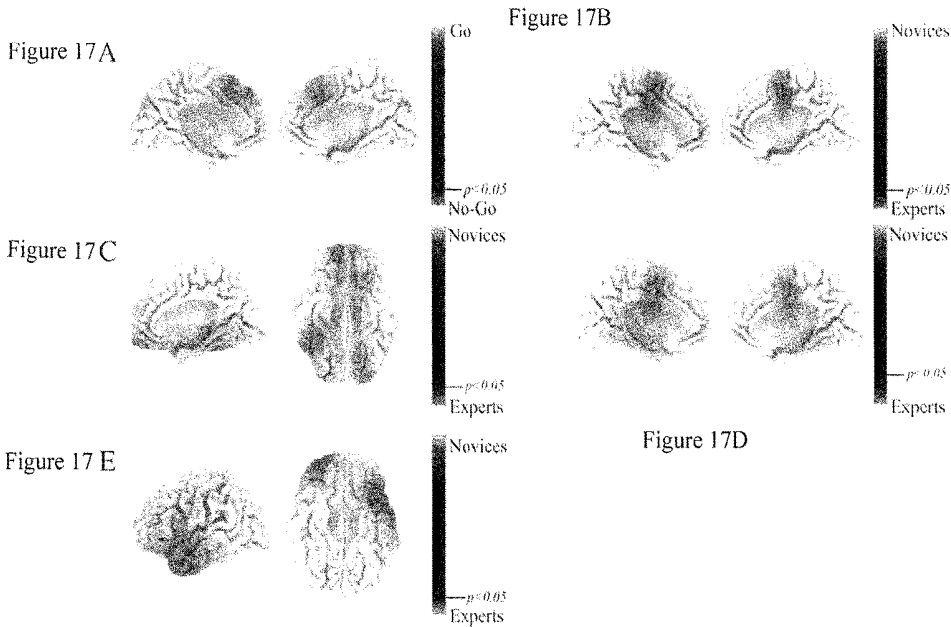 Figure 17A
Go
p<0.05
No-Go
Figure 17B
Novices
p<0.05
Experts
Figure 17C
Novices
p<0.05
Experts
Novices
p<0.05
Experts
Figure 17D
Figure 17E
Novices
p<0.05
Experts